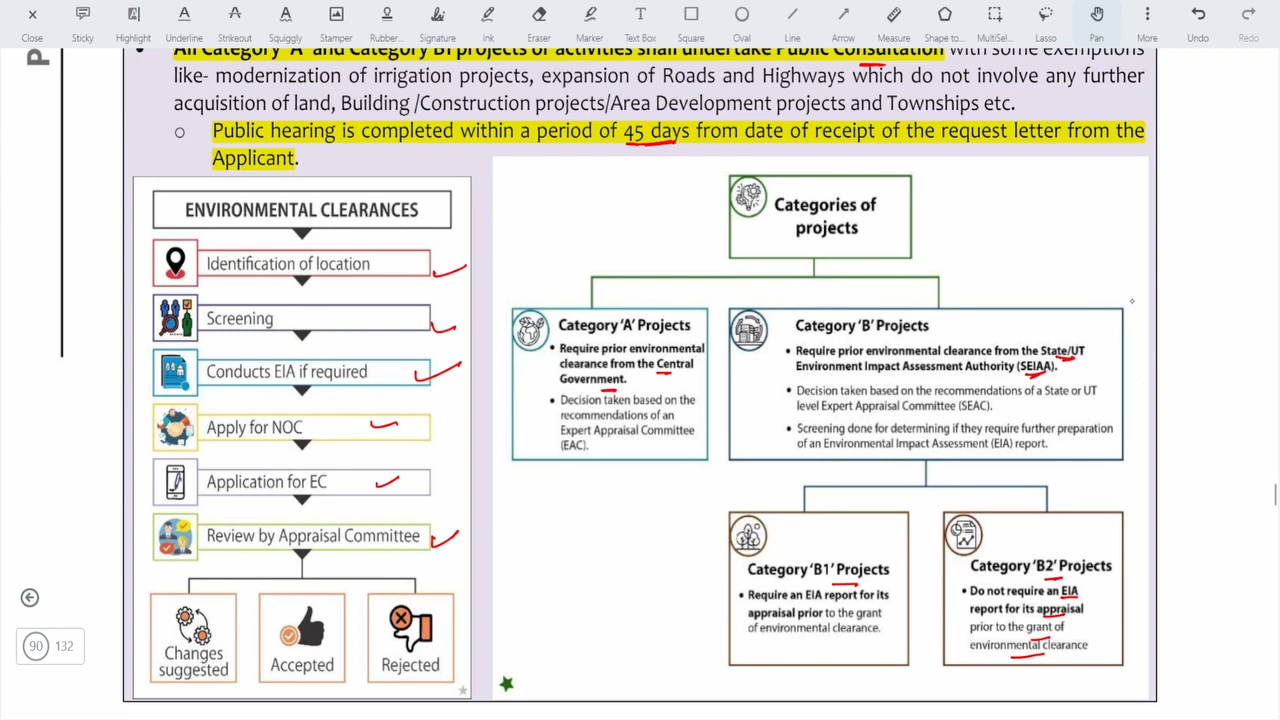 Close
Sticky
Highlight
Underline
Strikeout
Squiggly
Stamper
Rubber...
Signature
Ink
Eraser
Marker
Text Box
Square
Oval
Line
Arrow
Measure
Shape to...
MultiSel...
Lasso
Pan
More
Undo
Redo
P
• All Category 'A' and Category B1 projects or activities shall undertake Public Consultation with some exemptions
like- modernization of irrigation projects, expansion of Roads and Highways which do not involve any further
acquisition of land, Building /Construction projects/Area Development projects and Townships etc.
o Public hearing is completed within a period of 45 days from date of receipt of the request letter from the
Applicant.
ENVIRONMENTAL CLEARANCES
Identification of location
Screening
Conducts EIA if required
Apply for NOC
Application for EC
Review by Appraisal Committee
Changes
suggested
Accepted
Rejected
Categories of
projects
Category 'A' Projects
• Require prior environmental
clearance from the Central
Government.
• Decision taken based on the
recommendations of an
Expert Appraisal Committee
(EAC).
Category 'B' Projects
• Require prior environmental clearance from the State/UT
Environment Impact Assessment Authority (SEIAA).
• Decision taken based on the recommendations of a State or UT
level Expert Appraisal Committee (SEAC).
• Screening done for determining if they require further preparation
of an Environmental Impact Assessment (EIA) report.
Category 'B1' Projects
• Require an EIA report for its
appraisal prior to the grant
of environmental clearance.
Category 'B2' Projects
• Do not require an EIA
report for its appraisal
prior to the grant of
environmental clearance
90 132